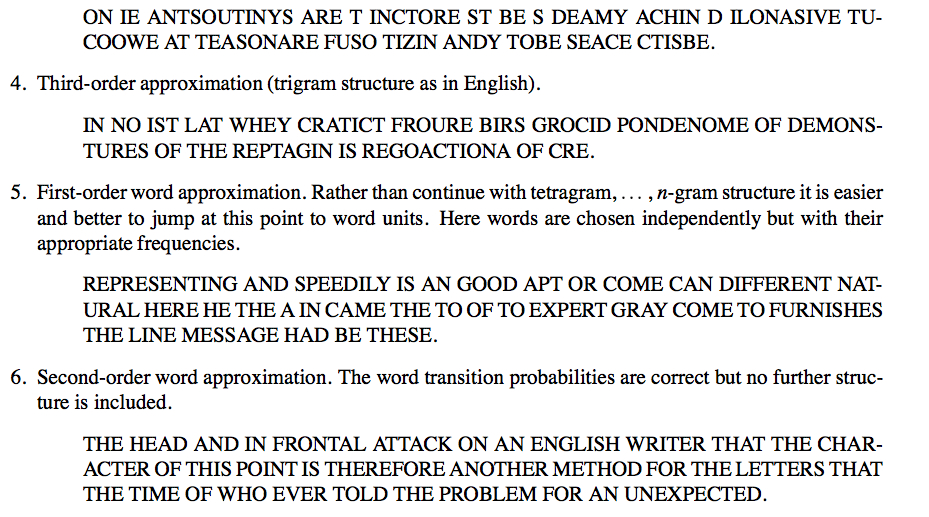 ON IE ANTSOUTINYS ARE T INCTORE ST BE S DEAMY ACHIN D ILONASIVE TU-
COOWE AT TEASONARE FUSO TIZIN ANDY TOBE SEACE CTISBE.
4. Third-order approximation (trigram structure as in English).
IN NO IST LAT WHEY CRATICT FROURE BIRS GROCID PONDENOME OF DEMONS-
TURES OF THE REPTAGIN IS REGOACTIONA OF CRE.
5. First-order word approximation. Rather than continue with tetragram, . . . , n-gram structure it is easier
and better to jump at this point to word units. Here words are chosen independently but with their
appropriate frequencies.
REPRESENTING AND SPEEDILY IS AN GOOD APT OR COME CAN DIFFERENT NAT-
URAL HERE HE THE A IN CAME THE TO OF TO EXPERT GRAY COME TO FURNISHES
THE LINE MESSAGE HAD BE THESE.
6. Second-order word approximation. The word transition probabilities are correct but no further struc-
ture is included.
THE HEAD AND IN FRONTAL ATTACK ON AN ENGLISH WRITER THAT THE CHAR-
ACTER OF THIS POINT IS THEREFORE ANOTHER METHOD FOR THE LETTERS THAT
THE TIME OF WHO EVER TOLD THE PROBLEM FOR AN UNEXPECTED.